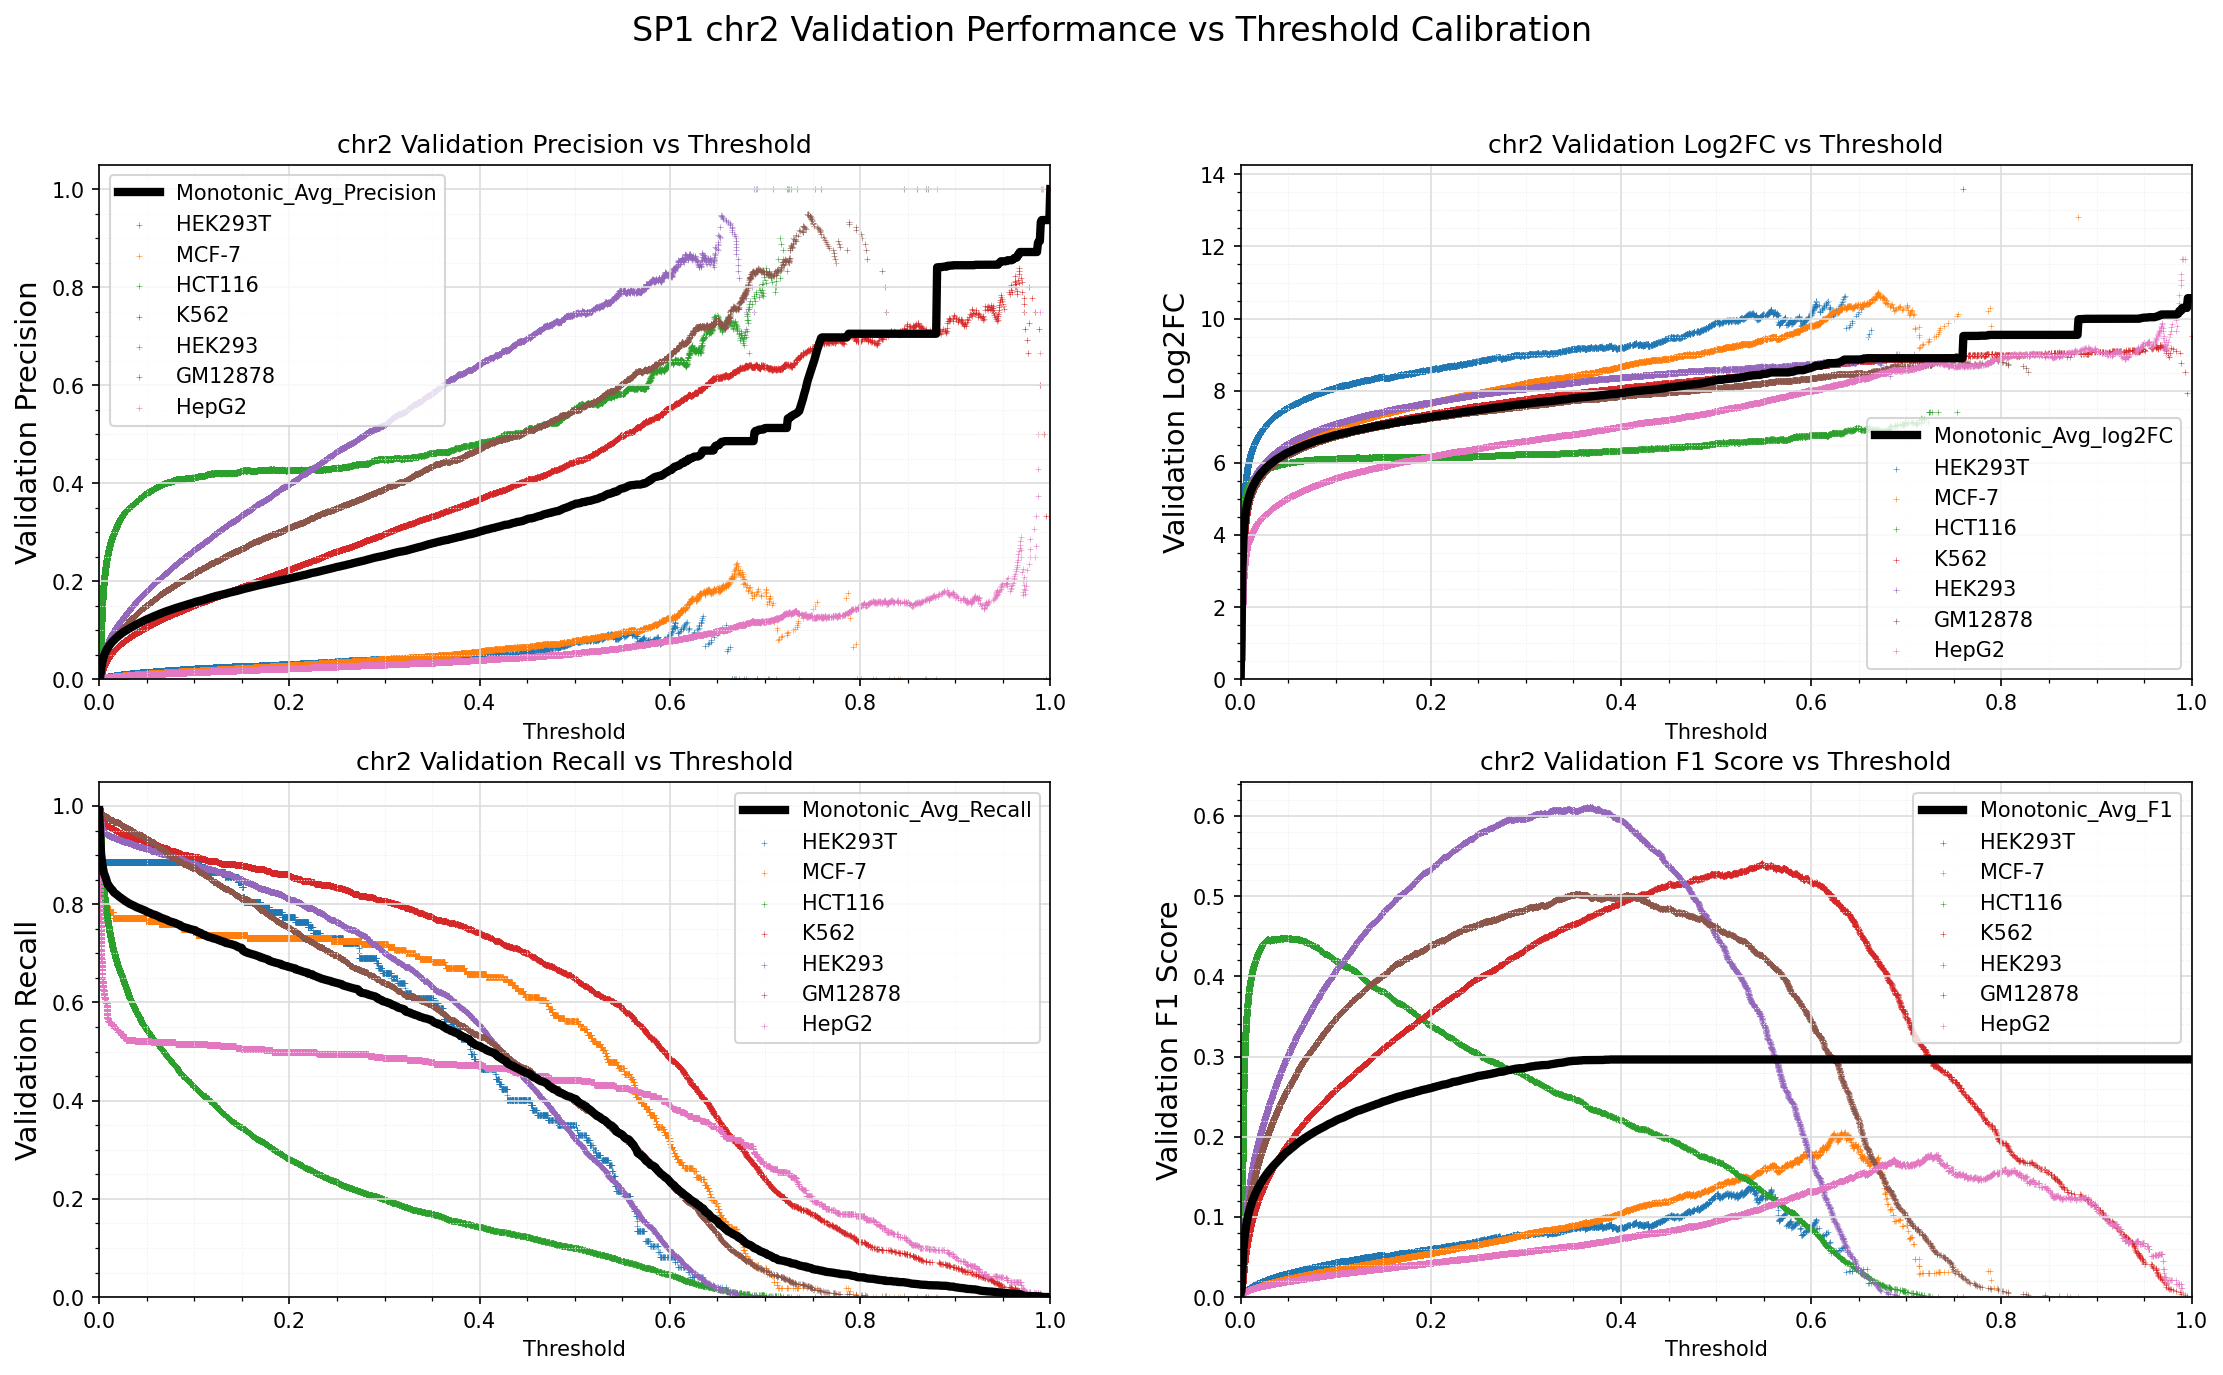 SP1 chr2 Validation Performance vs Threshold Calibration
chr2 Validation Precision vs Threshold
Validation Precision
1.0
0.8
0.6
0.4
0.2
0.0
Monotonic_Avg_Precision
HEK293T
MCF-7
HCT116
K562
HEK293
GM12878
HepG2
0.0 0.2 0.4 0.6 0.8 1.0
Threshold
chr2 Validation Log2FC vs Threshold
Validation Log2FC
14
12
10
8
6
4
2
0
Monotonic_Avg_log2FC
HEK293T
MCF-7
HCT116
K562
HEK293
GM12878
HepG2
0.0 0.2 0.4 0.6 0.8 1.0
Threshold
chr2 Validation Recall vs Threshold
Validation Recall
1.0
0.8
0.6
0.4
0.2
0.0
Monotonic_Avg_Recall
HEK293T
MCF-7
HCT116
K562
HEK293
GM12878
HepG2
0.0 0.2 0.4 0.6 0.8 1.0
Threshold
chr2 Validation F1 Score vs Threshold
Validation F1 Score
0.6
0.5
0.4
0.3
0.2
0.1
0.0
Monotonic_Avg_F1
HEK293T
MCF-7
HCT116
K562
HEK293
GM12878
HepG2
0.0 0.2 0.4 0.6 0.8 1.0
Threshold